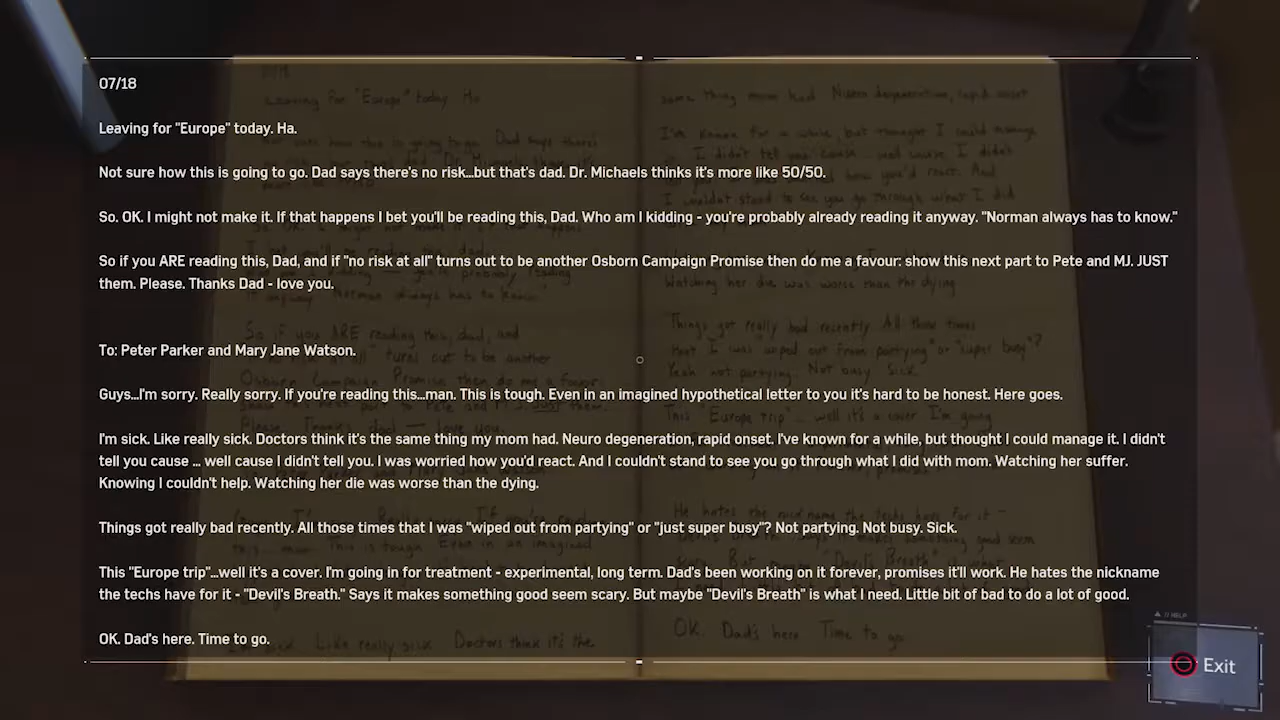 07/18
Leaving for "Europe" today. Ha.
Not sure how this is going to go. Dad says there's no risk...but that's dad. Dr. Michaels thinks it's more like 50/50.
So. OK. I might not make it. If that happens I bet you'll be reading this, Dad. Who am I kidding - you're probably already reading it anyway. "Norman always has to know."
So if you ARE reading this, Dad, and if "no risk at all" turns out to be another Osborn Campaign Promise then do me a favour: show this next part to Pete and MJ. JUST
them. Please. Thanks Dad - love you.
To: Peter Parker and Mary Jane Watson.
Guys...I'm sorry. Really sorry. If you're reading this...man. This is tough. Even in an imagined hypothetical letter to you it's hard to be honest. Here goes.
I'm sick. Like really sick. Doctors think it's the same thing my mom had. Neuro degeneration, rapid onset. I've known for a while, but thought I could manage it. I didn't
tell you cause ... well cause I didn't tell you. I was worried how you'd react. And I couldn't stand to see you go through what I did with mom. Watching her suffer.
Knowing I couldn't help. Watching her die was worse than the dying.
Things got really bad recently. All those times that I was "wiped out from partying" or "just super busy"? Not partying. Not busy. Sick.
This "Europe trip"...well it's a cover. I'm going in for treatment - experimental, long term. Dad's been working on it forever, promises it'll work. He hates the nickname
the techs have for it - "Devil's Breath." Says it makes something good seem scary. But maybe "Devil's Breath" is what I need. Little bit of bad to do a lot of good.
OK. Dad's here. Time to go.
// HELP
Exit